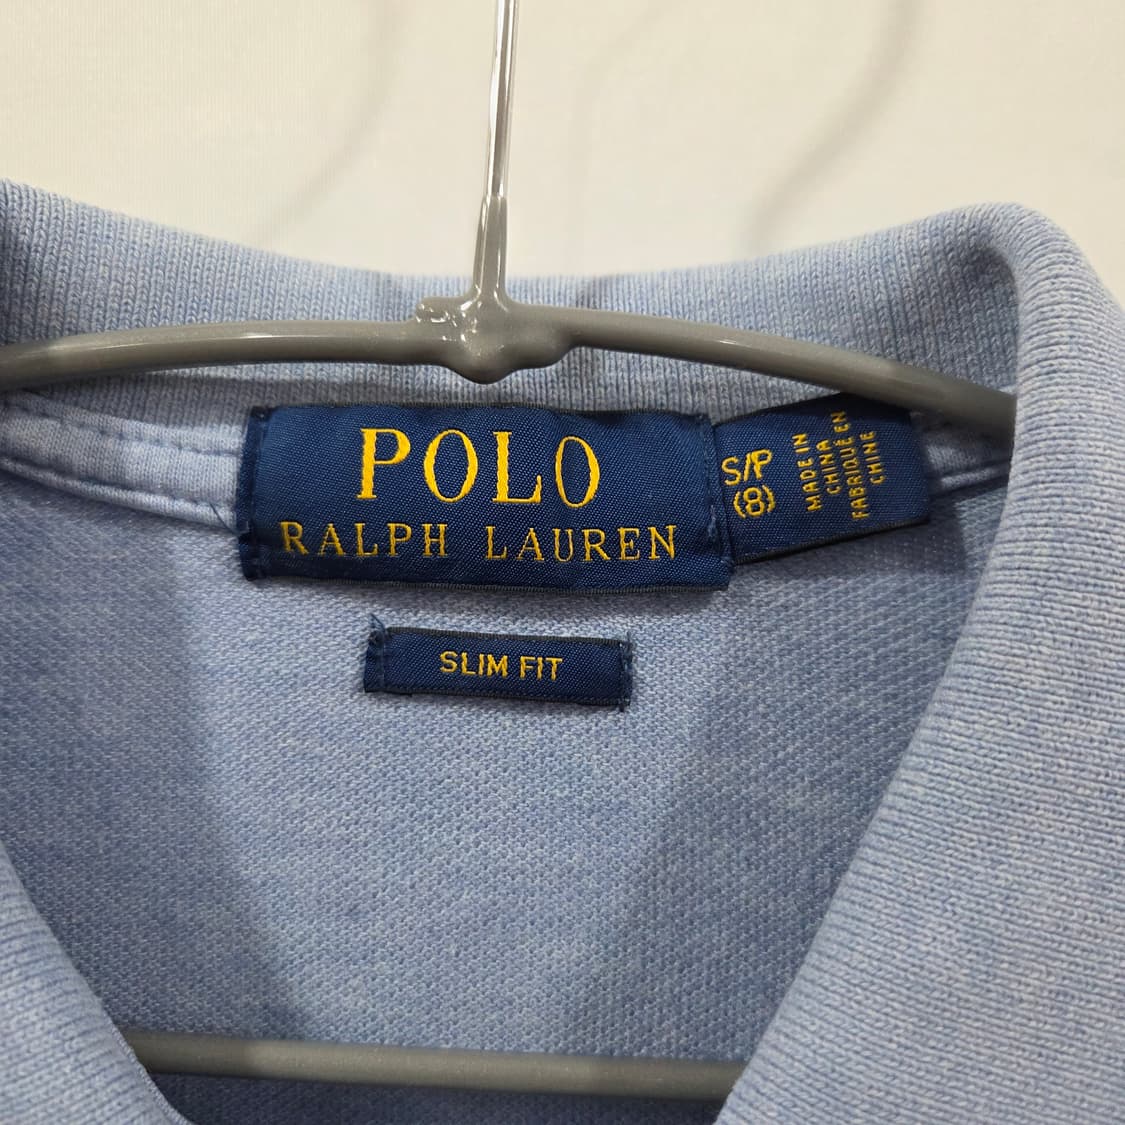 POLO
RALPH LAUREN
S/P
(8)
MADE IN
CHINA
FABRIQUÉ EN
CHINE
SLIM FIT